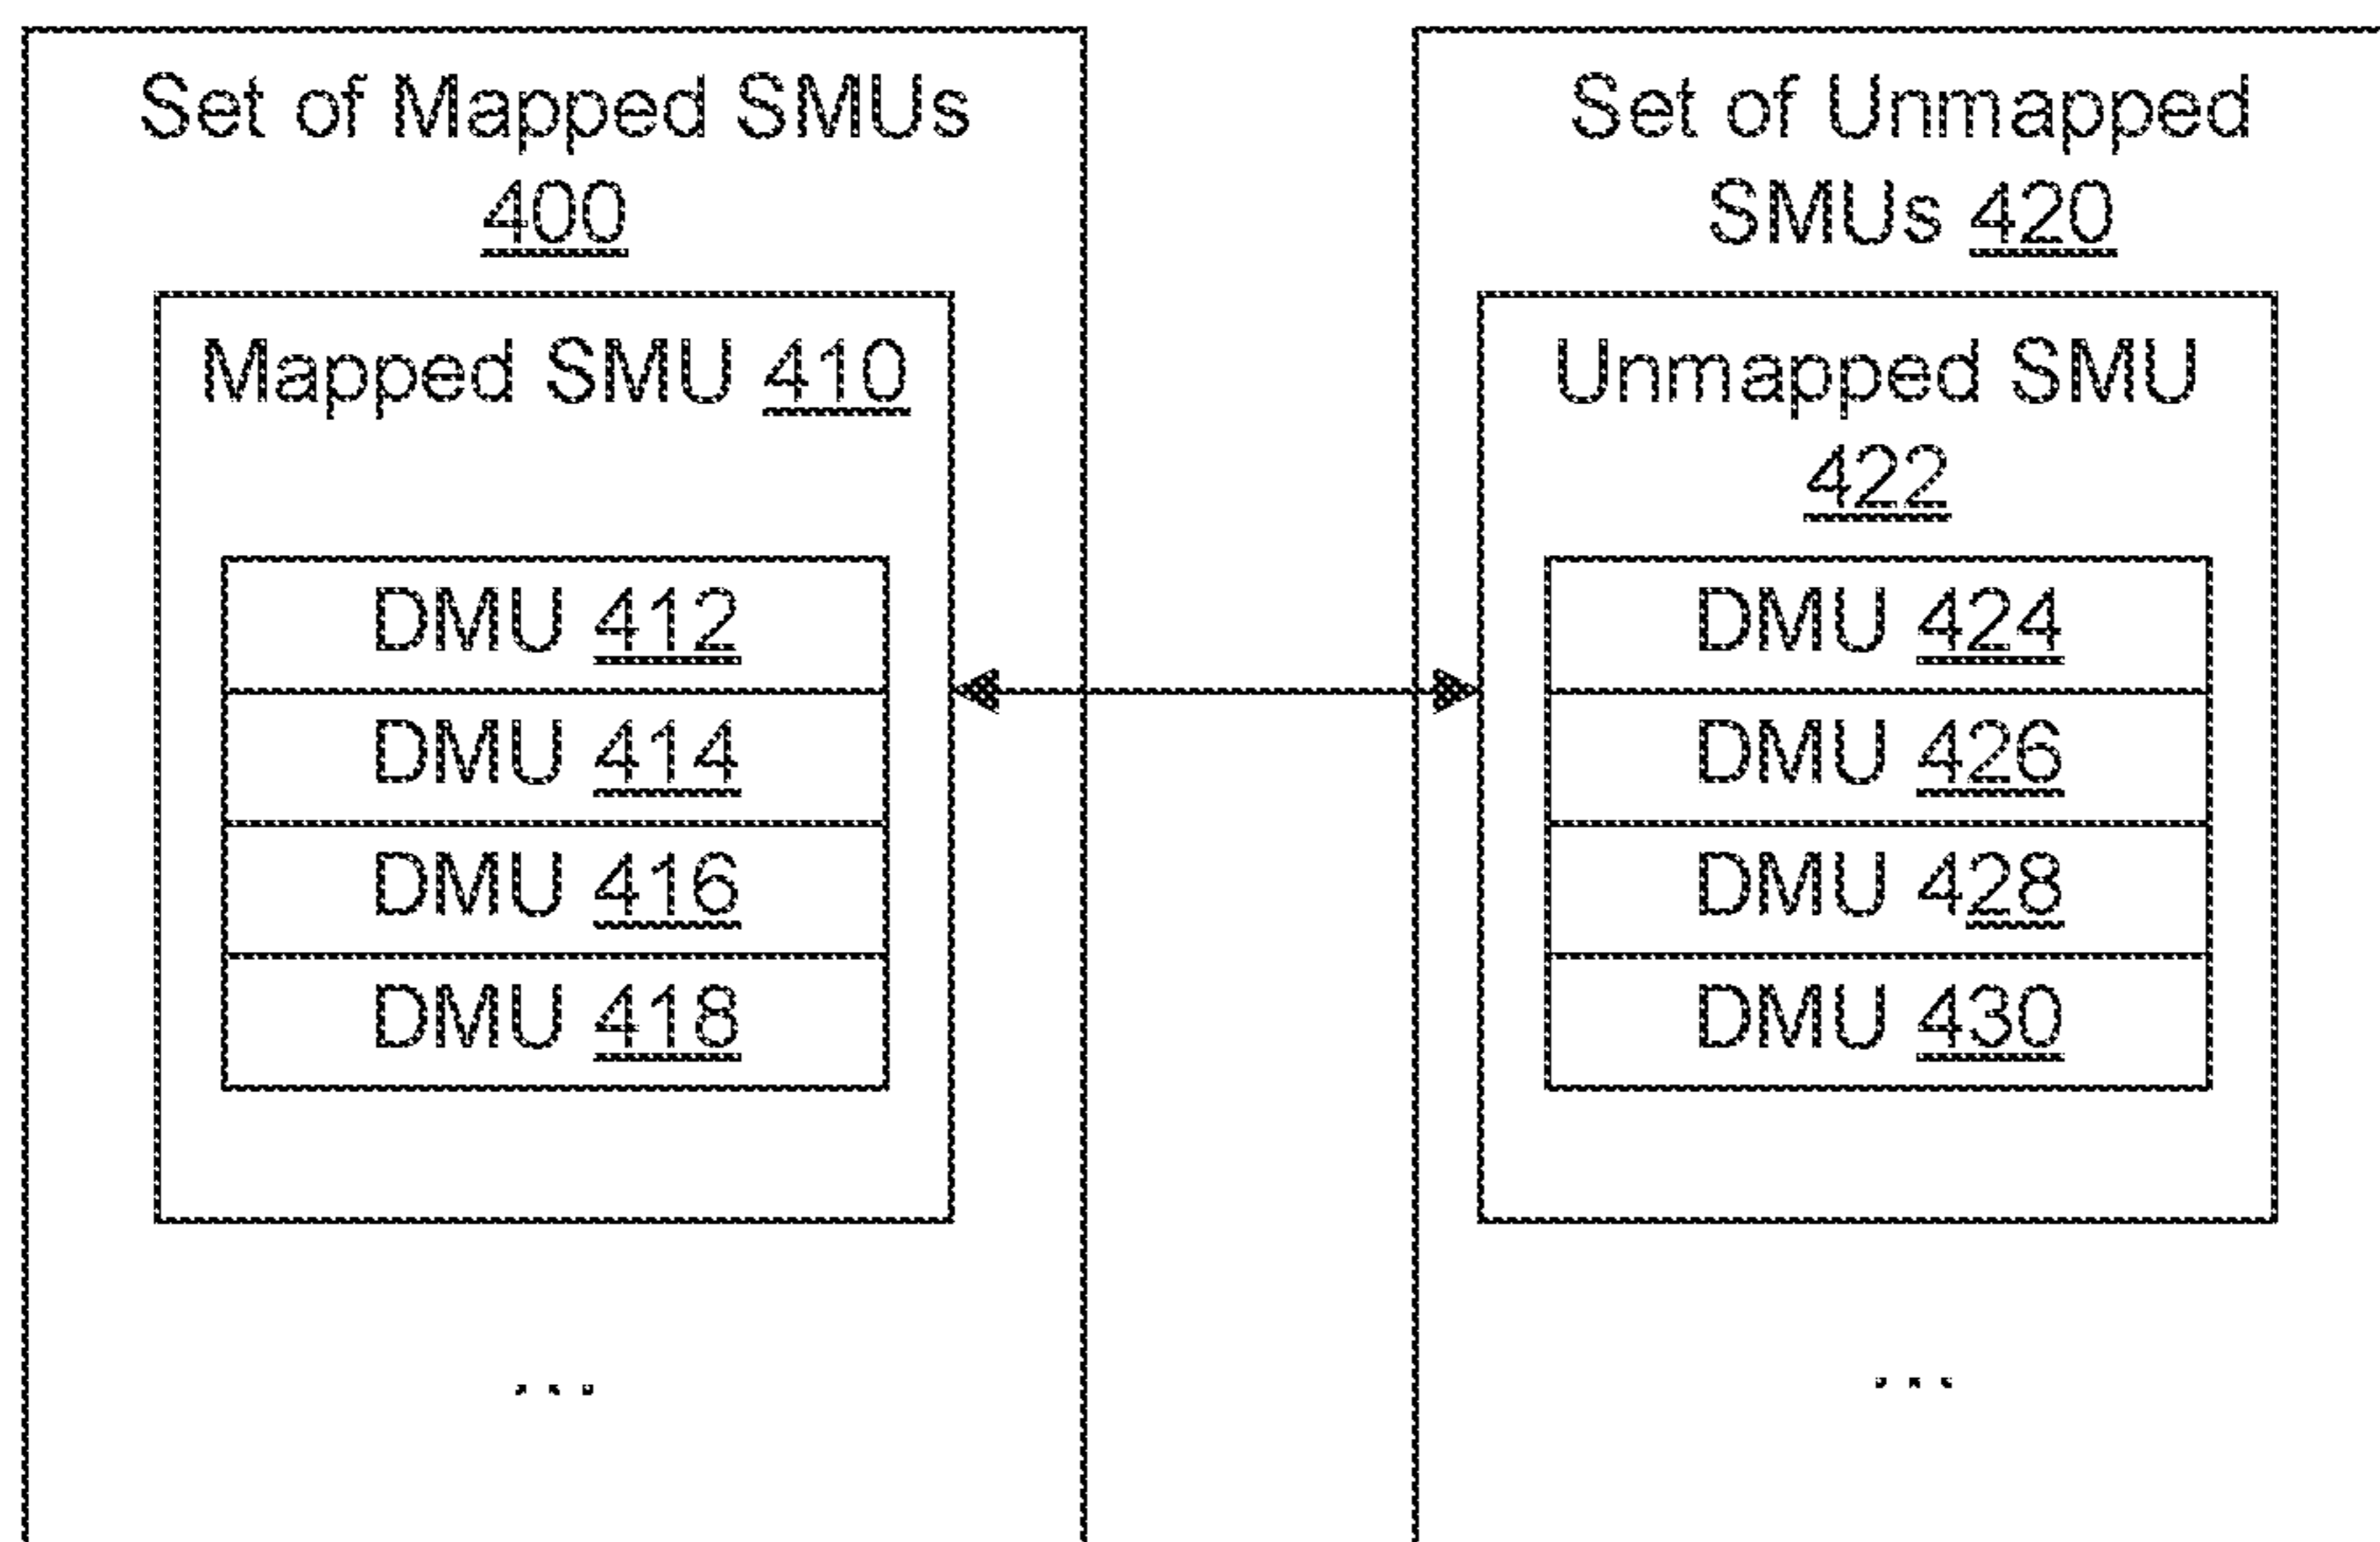 Set of Mapped SMUs
400
Mapped SMU 410
DMU 412
DMU 414
DMU 416
DMU 418
...
Set of Unmapped
SMUs 420
Unmapped SMU
422
DMU 424
DMU 426
DMU 428
DMU 430
...